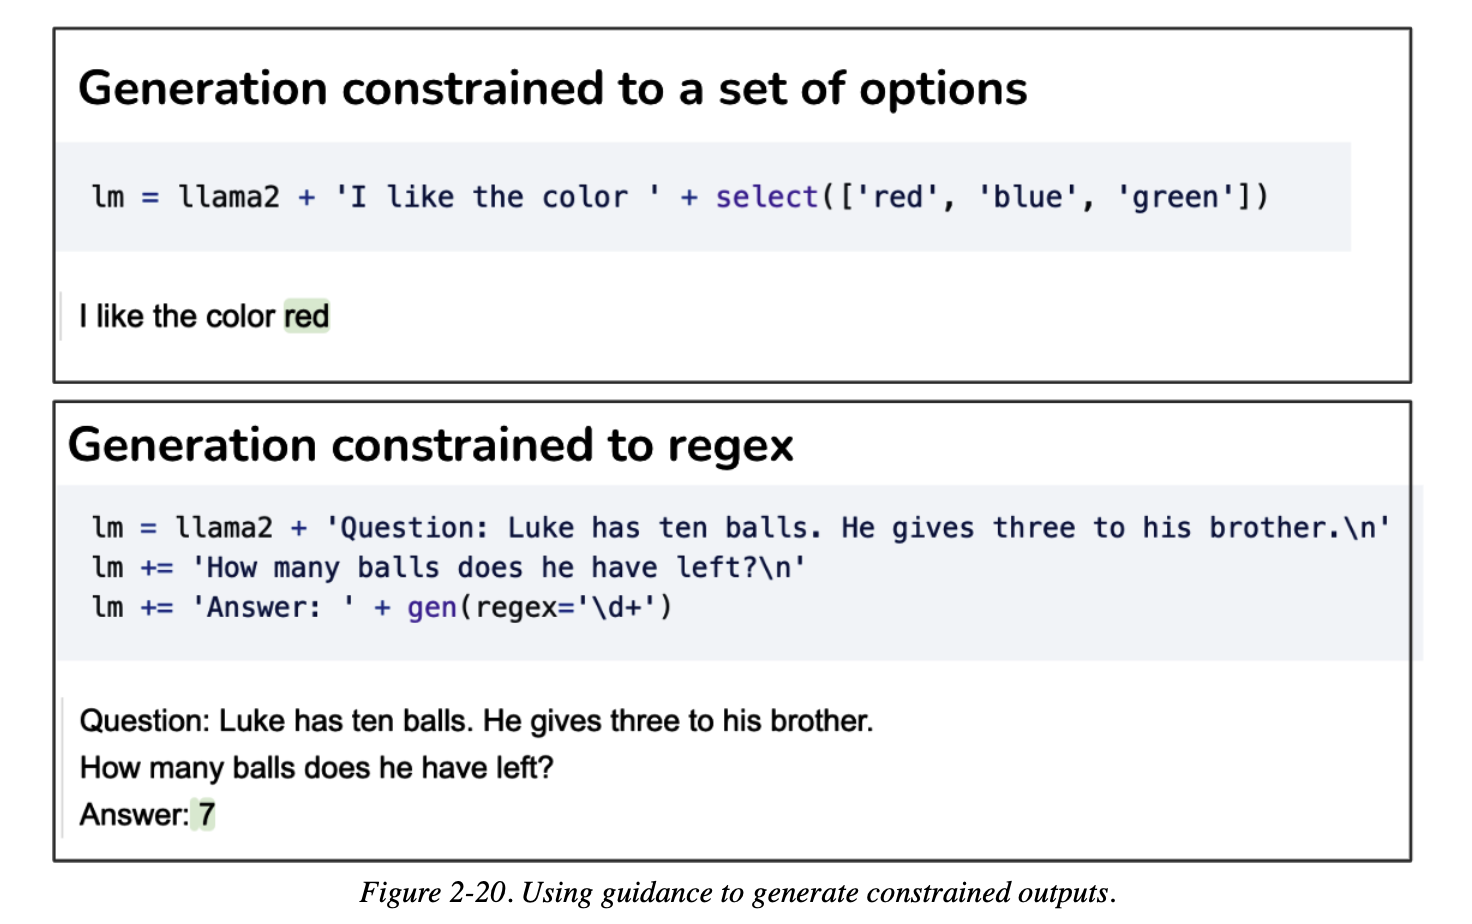 Generation constrained to a set of options
lm = llama2 + 'I like the color ' + select(['red', 'blue', 'green'])
I like the color red
Generation constrained to regex
lm = llama2 + 'Question: Luke has ten balls. He gives three to his brother.\n'
lm += 'How many balls does he have left?\n'
lm += 'Answer: ' + gen(regex='\d+')
Question: Luke has ten balls. He gives three to his brother.
How many balls does he have left?
Answer: 7
Figure 2-20. Using guidance to generate constrained outputs.